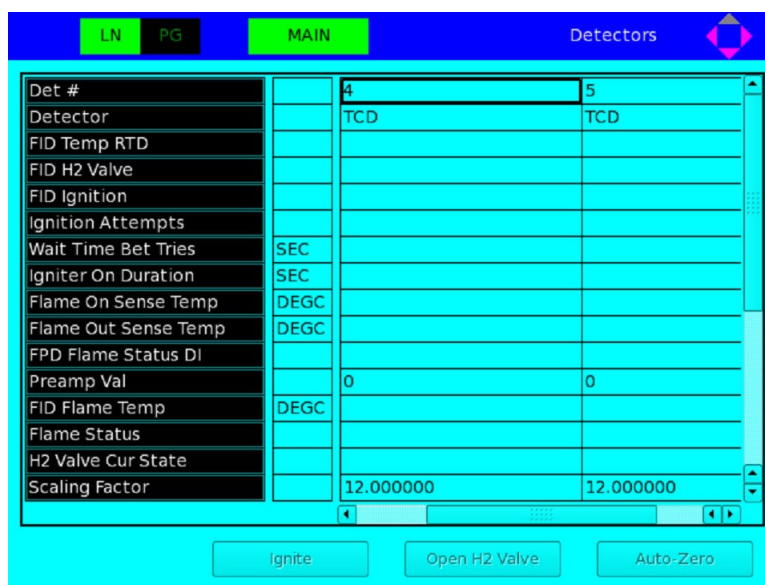 LN PG MAIN Detectors
Det # 4 5
Detector TCD TCD
FID Temp RTD
FID H2 Valve
FID Ignition
Ignition Attempts
Wait Time Bet Tries SEC
Igniter On Duration SEC
Flame On Sense Temp DEGC
Flame Out Sense Temp DEGC
FPD Flame Status DI
Preamp Val 0 0
FID Flame Temp DEGC
Flame Status
H2 Valve Cur State
Scaling Factor 12.000000 12.000000
Ignite Open H2 Valve Auto-Zero